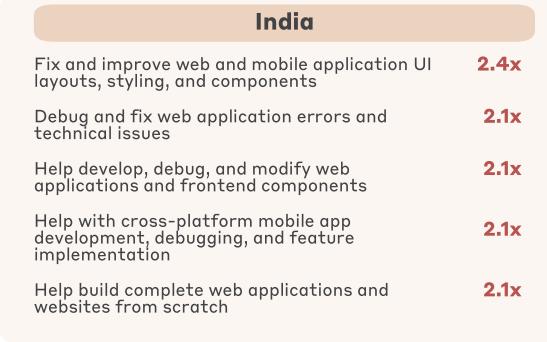 India
Fix and improve web and mobile application UI
layouts, styling, and components
2.4x
Debug and fix web application errors and
technical issues
2.1x
Help develop, debug, and modify web
applications and frontend components
2.1x
Help with cross-platform mobile app
development, debugging, and feature
implementation
2.1x
Help build complete web applications and
websites from scratch
2.1x